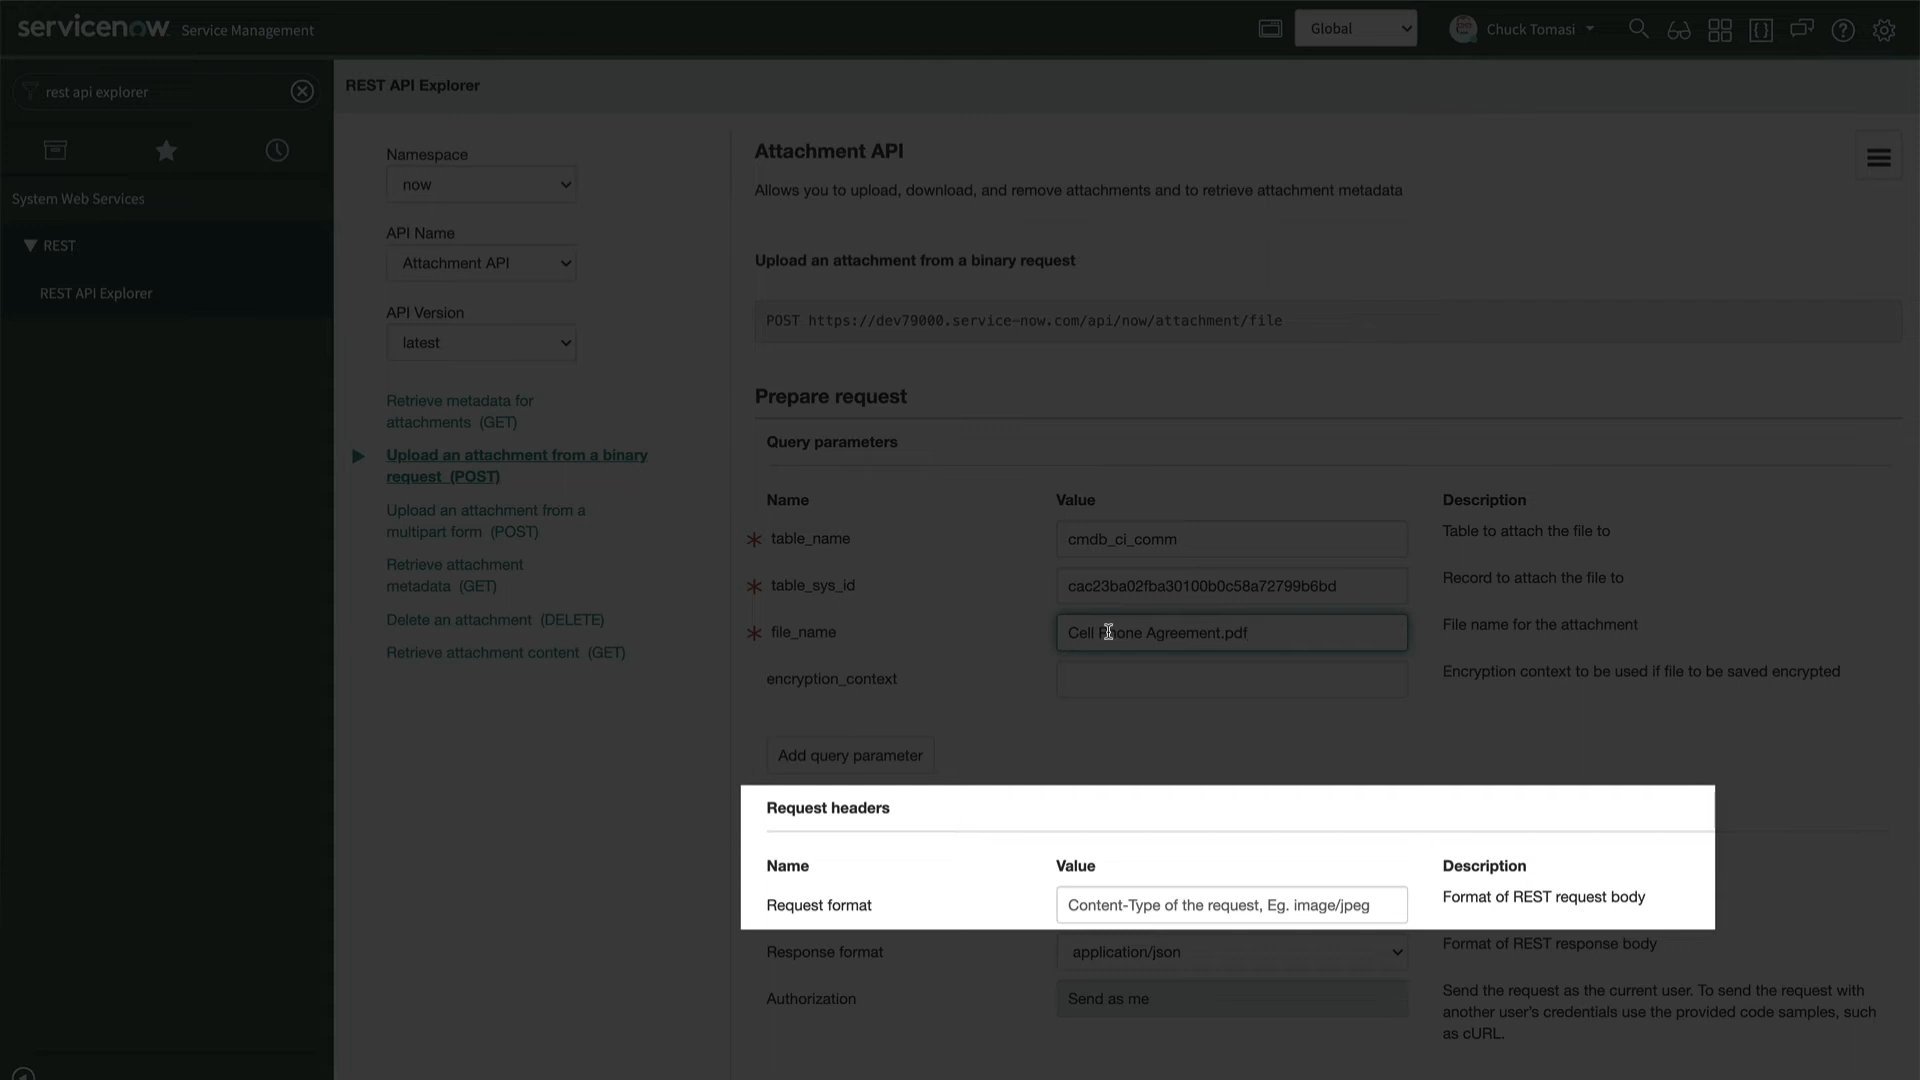 servicenow Service Management
Global
Chuck Tomasi
rest api explorer
System Web Services
REST
REST API Explorer
REST API Explorer
Namespace
now
API Name
Attachment API
API Version
latest
Retrieve metadata for
attachments (GET)
Upload an attachment from a binary
request (POST)
Upload an attachment from a
multipart form (POST)
Retrieve attachment
metadata (GET)
Delete an attachment (DELETE)
Retrieve attachment content (GET)
Attachment API
Allows you to upload, download, and remove attachments and to retrieve attachment metadata
Upload an attachment from a binary request
POST https://dev79000.service-now.com/api/now/attachment/file
Prepare request
Query parameters
Name Value Description
table_name cmdb_ci_comm Table to attach the file to
table_sys_id cac23ba02fba30100b0c58a72799b6bd Record to attach the file to
file_name Cell Phone Agreement.pdf File name for the attachment
encryption_context Encryption context to be used if file to be saved encrypted
Add query parameter
Request headers
Name Value Description
Request format Content-Type of the request, Eg. image/jpeg Format of REST request body
Response format application/json Format of REST response body
Authorization Send as me Send the request as the current user. To send the request with
another user's credentials use the provided code samples, such
as cURL.